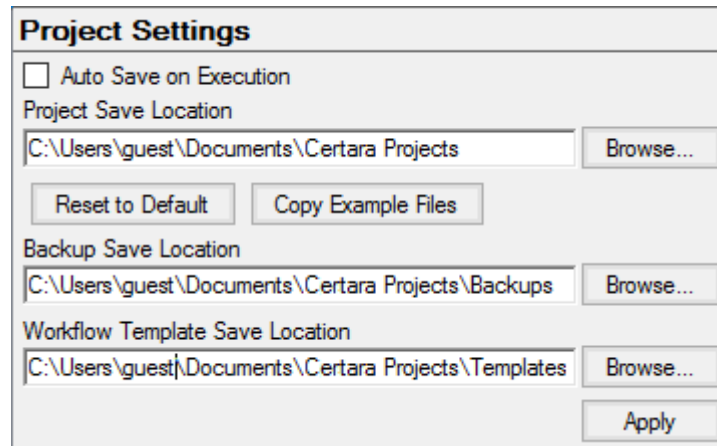 Project Settings
Auto Save on Execution
Project Save Location
C:\Users\guest\Documents\Certara Projects
Browse...
Reset to Default
Copy Example Files
Backup Save Location
C:\Users\guest\Documents\Certara Projects\Backups
Browse...
Workflow Template Save Location
C:\Users\guest\Documents\Certara Projects\Templates
Browse...
Apply